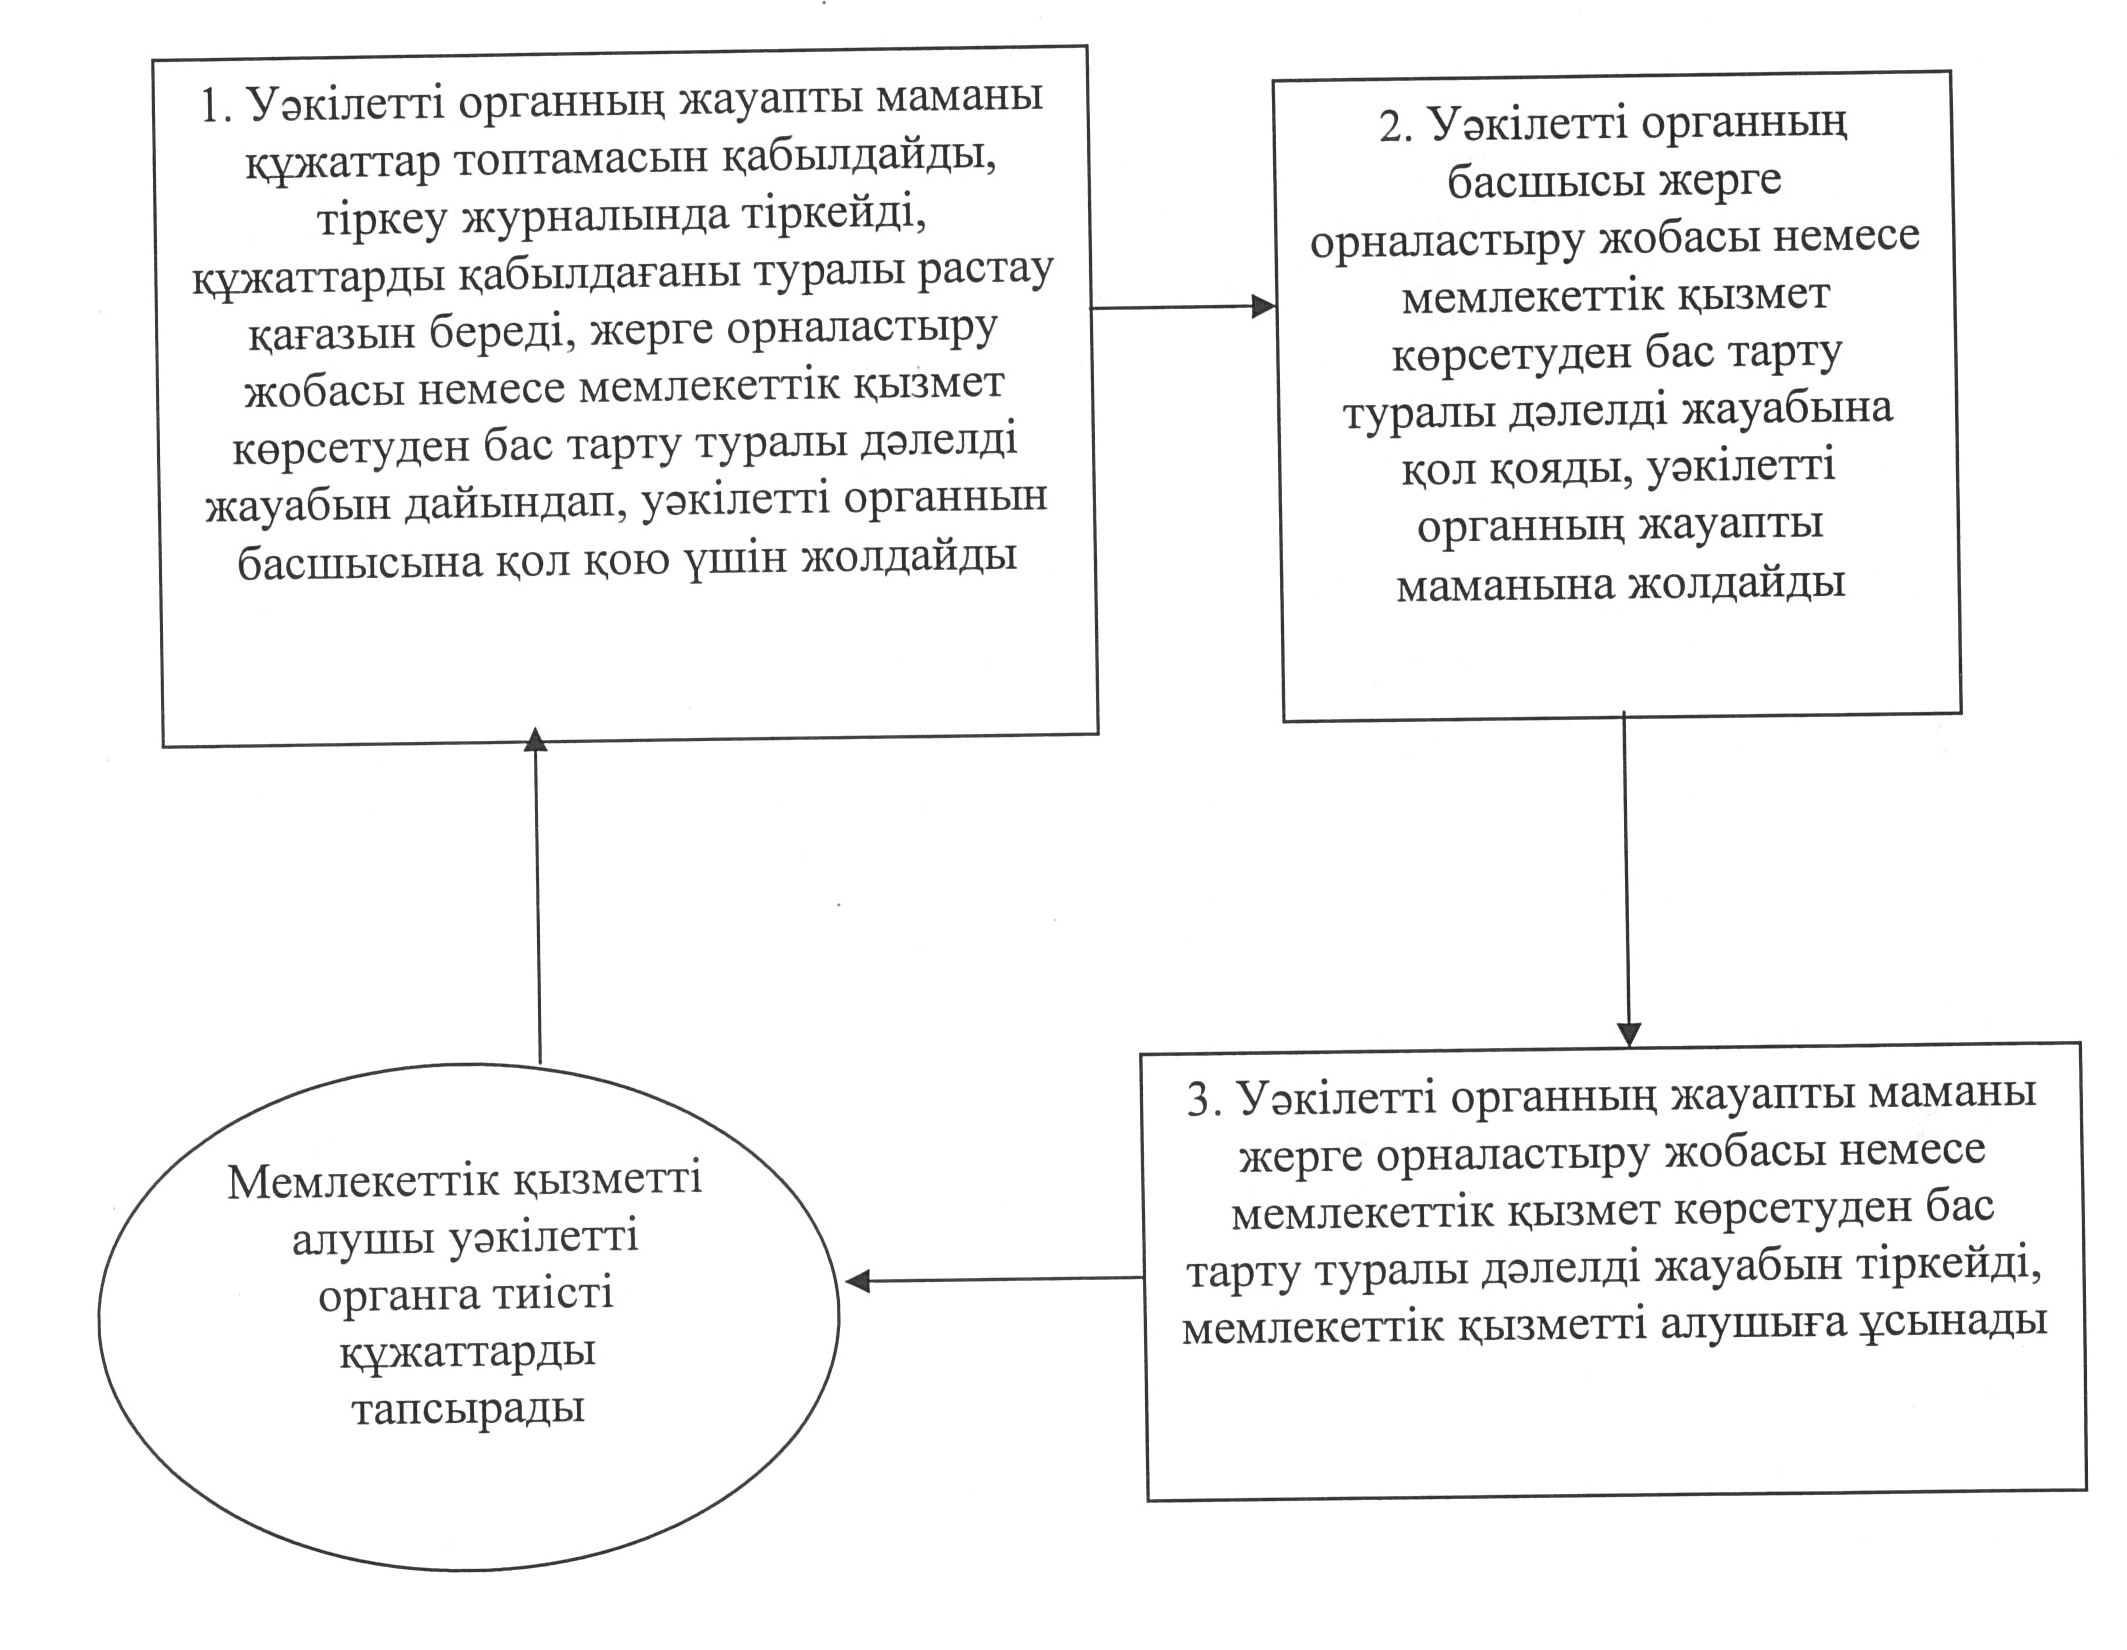 1. Уәкілетті органның жауапты маманы
құжаттар топтамасын қабылдайды,
тіркеу журналында тіркейді,
құжаттарды қабылдағаны туралы растау
қағазын береді, жерге орналастыру
жобасы немесе мемлекеттік қызмет
көрсетуден бас тарту туралы дәлелді
жауабын дайындап, уәкілетті органнын
басшысына қол қою үшін жолдайды
2. Уәкілетті органның
басшысы жерге
орналастыру жобасы немесе
мемлекеттік қызмет
көрсетуден бас тарту
туралы дәлелді жауабына
қол қояды, уәкілетті
органның жауапты
маманына жолдайды
3. Уәкілетті органның жауапты маманы
жерге орналастыру жобасы немесе
мемлекеттік қызмет көрсетуден бас
тарту туралы дәлелді жауабын тіркейді,
мемлекеттік қызметті алушыға ұсынады
Мемлекеттік қызметті
алушы уәкілетті
органга тиісті
құжаттарды
тапсырады